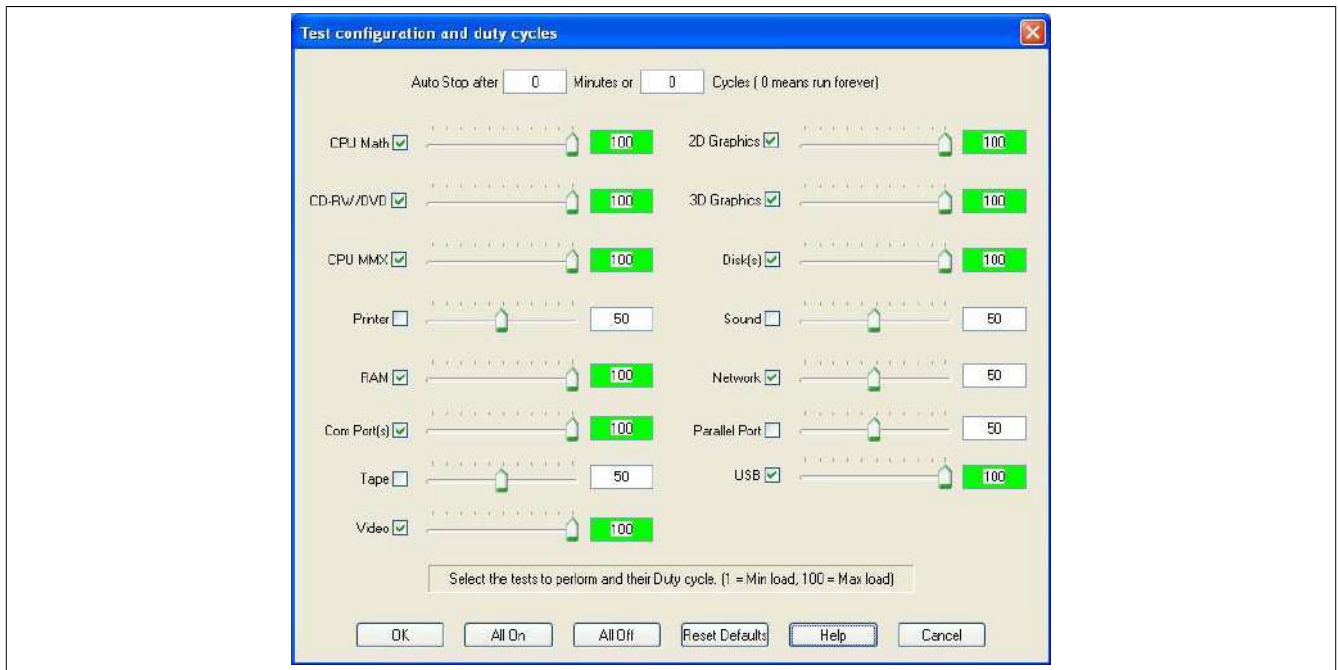 Test configuration and duty cycles
Auto Stop after 0 Minutes or 0 Cycles ( 0 means run forever)
CPU Math 100 2D Graphics 100
CD-RW/DVD 100 3D Graphics 100
CPU MMX 100 Disk(s) 100
Printer 50 Sound 50
RAM 100 Network 50
Com Port(s) 100 Parallel Port 50
Tape 50 USB 100
Video 100
Select the tests to perform and their Duty cycle. (1 = Min load, 100 = Max load)
OK All On All Off Reset Defaults Help Cancel